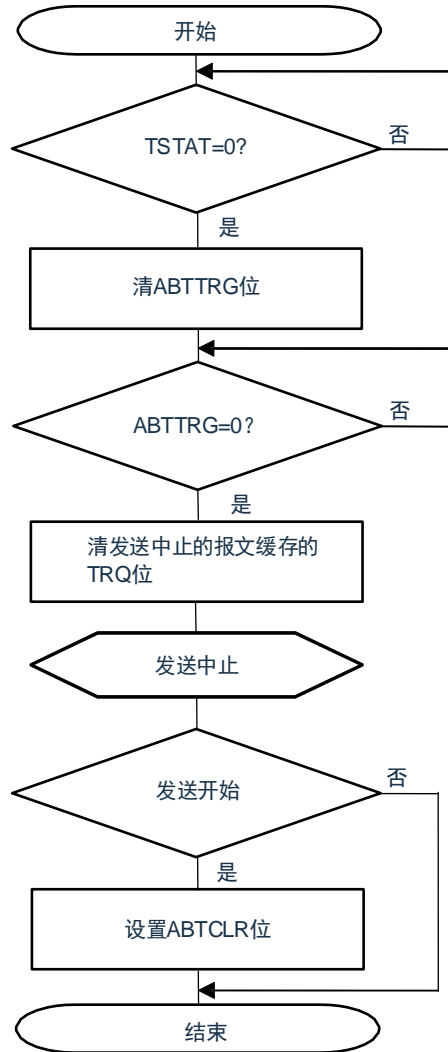 开始
TSTAT=0?
否
是
清ABTTRG位
ABTTRG=0?
否
是
清发送中止的报文缓存的
TRQ位
发送中止
发送开始
否
是
设置ABTCLR位
结束